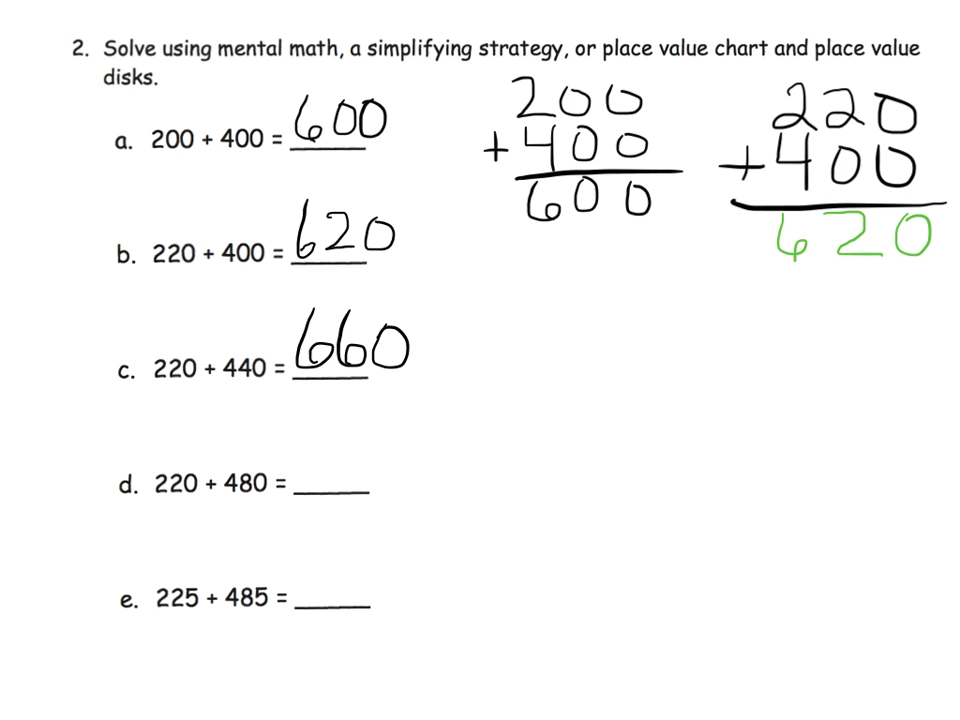 2. Solve using mental math, a simplifying strategy, or place value chart and place value
disks.
a. 200 + 400 = 600
b. 220 + 400 = 620
c. 220 + 440 = 660
d. 220 + 480 = ______
e. 225 + 485 = ______
200
+ 400
600
220
+ 400
620